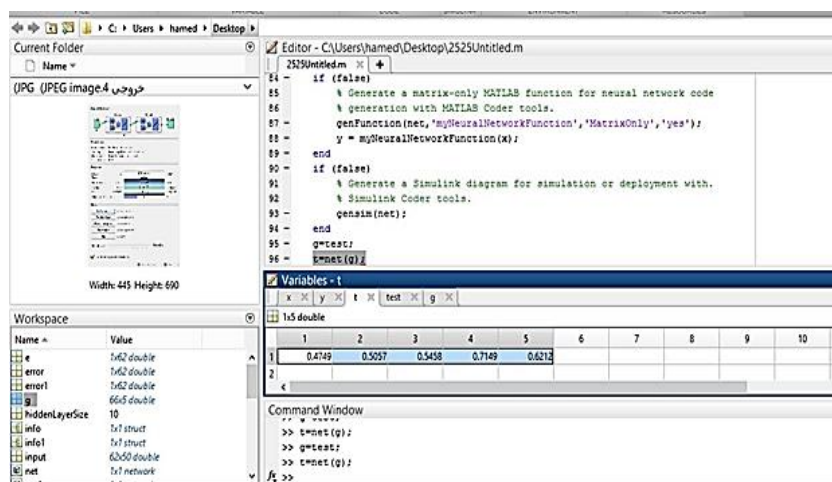 C: Users hamed Desktop
Current Folder
Name
خروجي 4.(JPG (JPEG image
Width: 445 Height: 690
Workspace
Name Value
e 1x62 double
error 1x62 double
error1 1x62 double
g 66x5 double
hiddenLayerSize 10
info 1x1 struct
info1 1x1 struct
input 62x50 double
net 1x1 network
Editor - C:\Users\hamed\Desktop\2525Untitled.m
2525Untitled.m
84 - if (false)
85 % Generate a matrix-only MATLAB function for neural network code
86 % generation with MATLAB Coder tools.
87 - genFunction(net,'myNeuralNetworkFunction','MatrixOnly','yes');
88 - y = myNeuralNetworkFunction(x);
89 - end
90 - if (false)
91 % Generate a Simulink diagram for simulation or deployment with.
92 % Simulink Coder tools.
93 - gensim(net);
94 - end
95 - g=test;
96 - t=net(g);
Variables - t
x y t test g
1x5 double
1 2 3 4 5 6 7 8 9 10
1 0.4749 0.5057 0.5458 0.7149 0.6212
2
Command Window
>> t=net(g);
>> g=test;
>> t=net(g);
fx >>